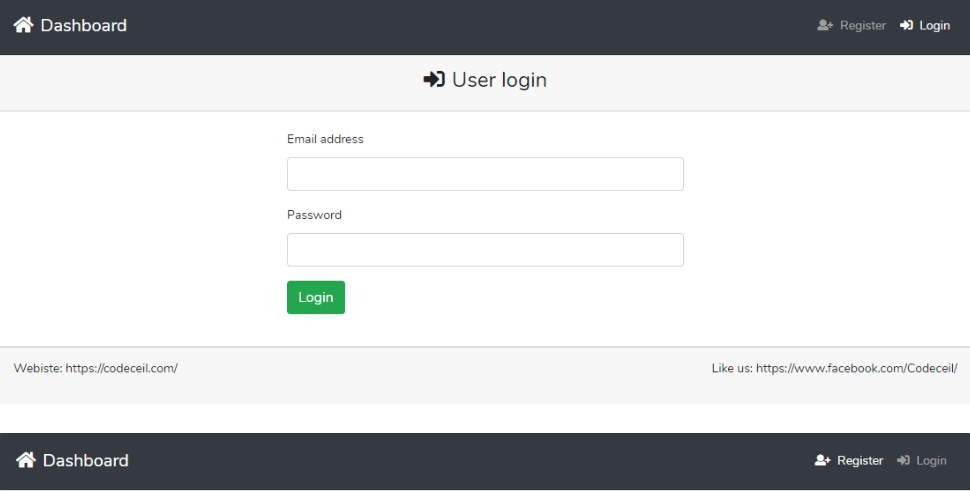 Dashboard Register Login
User login
Email address
Password
Login
Webiste: https://codeceil.com/ Like us: https://www.facebook.com/Codeceil/
Dashboard Register Login